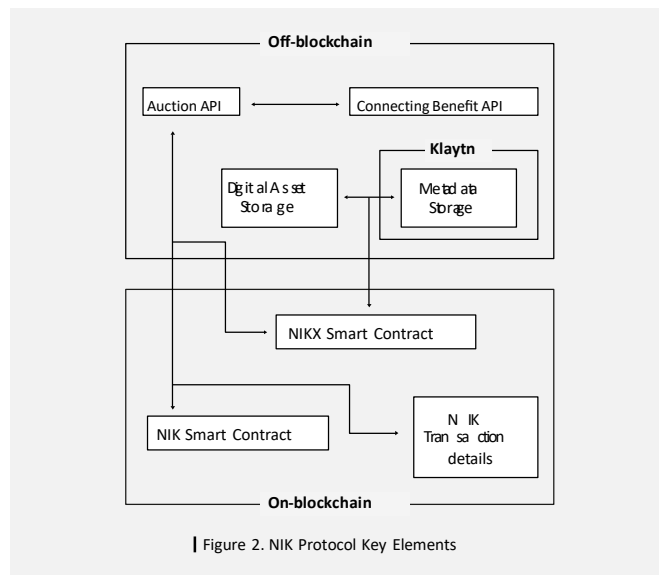 Off-blockchain
Auction API
Connecting Benefit API
Klaytn
Digital Asset
Storage
Metadata
Storage
NIKX Smart Contract
NIK Smart Contract
NIK
Transaction
details
On-blockchain
Figure 2. NIK Protocol Key Elements